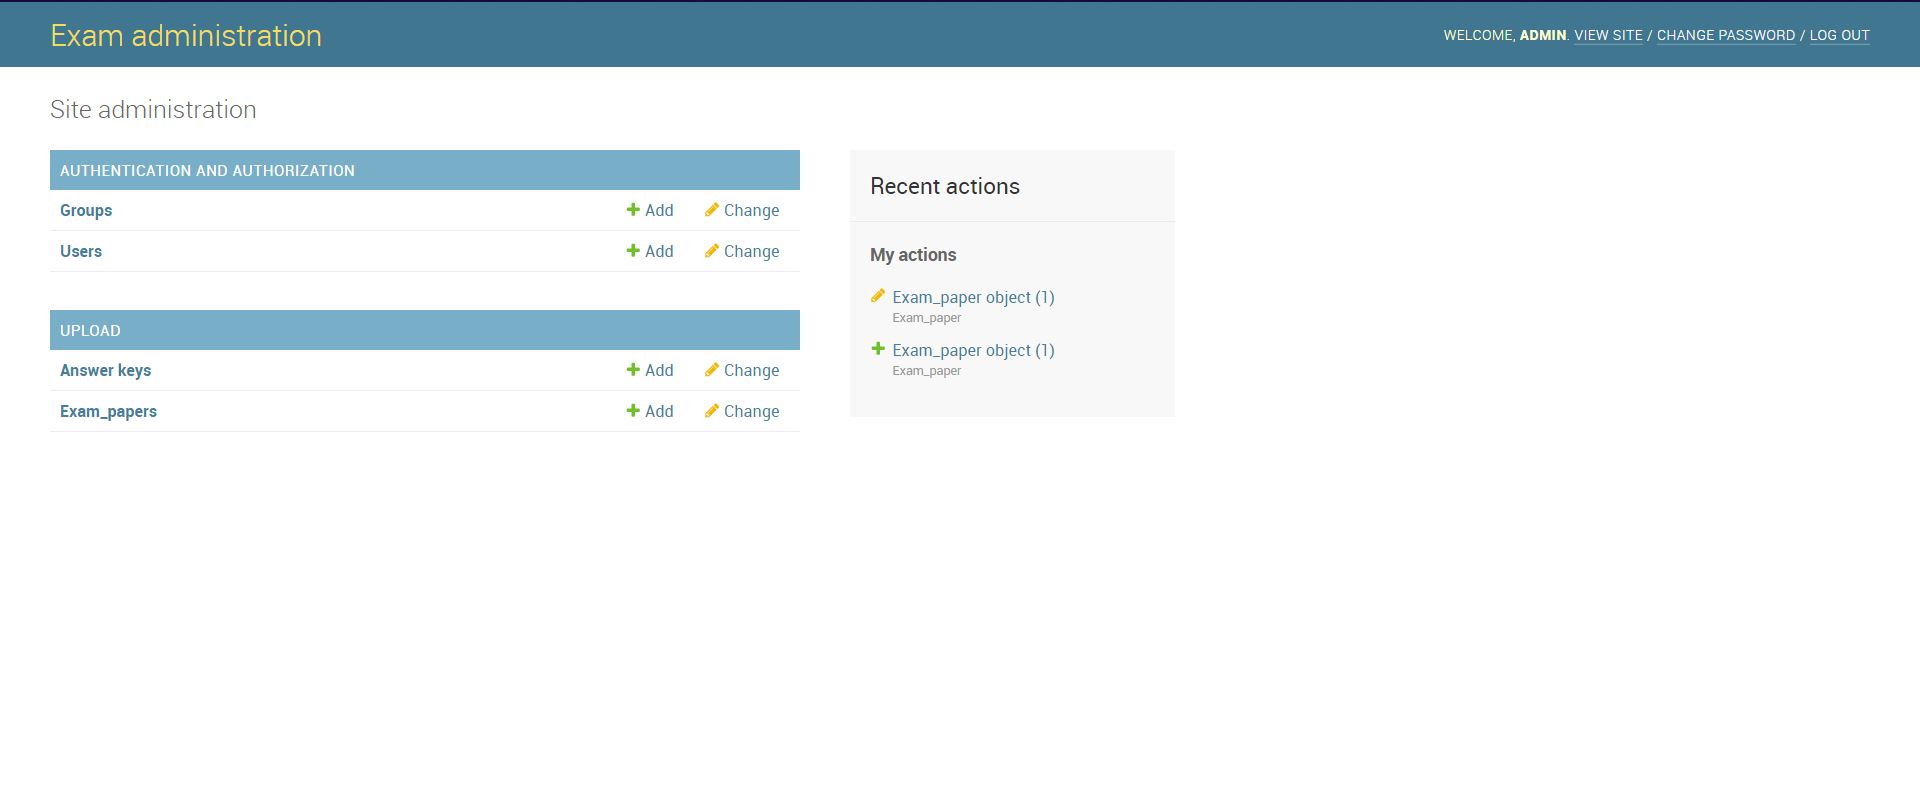 Exam administration
WELCOME, ADMIN. VIEW SITE / CHANGE PASSWORD / LOG OUT
Site administration
AUTHENTICATION AND AUTHORIZATION
Groups Add Change
Users Add Change
UPLOAD
Answer keys Add Change
Exam_papers Add Change
Recent actions
My actions
Exam_paper object (1)
Exam_paper
Exam_paper object (1)
Exam_paper